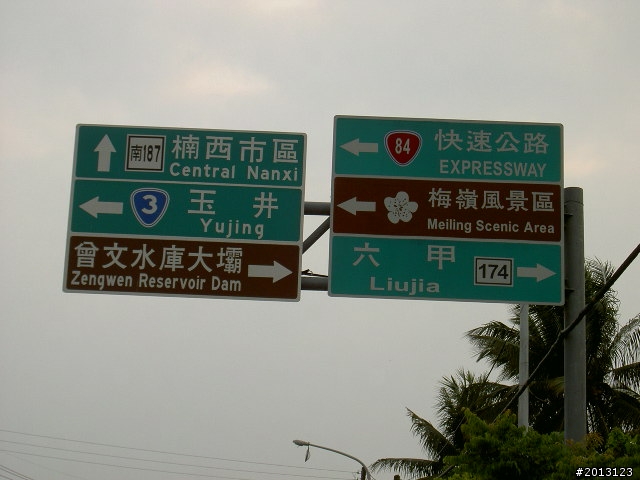 南187 楠西市區
Central Nanxi
3 玉井
Yujing
曾文水庫大壩
Zengwen Reservoir Dam
84 快速公路
EXPRESSWAY
梅嶺風景區
Meiling Scenic Area
六甲 174
Liujia
#2013123